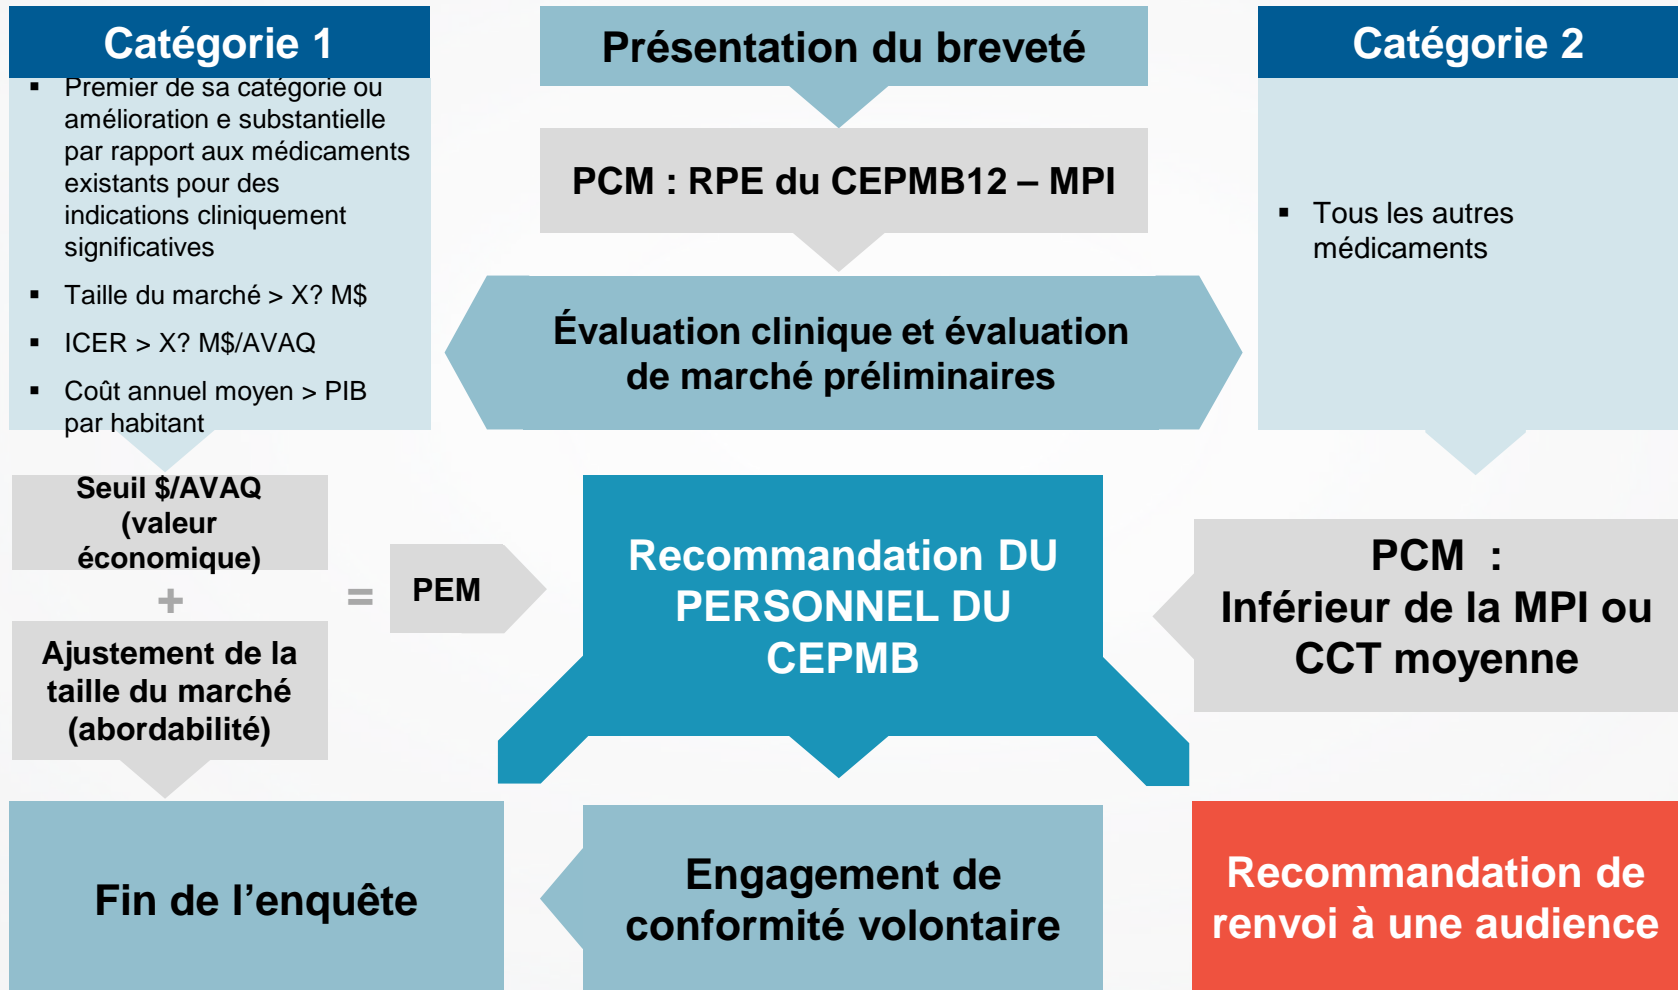 Catégorie 1
▪ Premier de sa catégorie ou
amélioration e substantielle
par rapport aux médicaments
existants pour des
indications cliniquement
significatives
▪ Taille du marché > X? M$
▪ ICER > X? M$/AVAQ
▪ Coût annuel moyen > PIB
par habitant
Seuil $/AVAQ
(valeur
économique)
+
Ajustement de la
taille du marché
(abordabilité)
=
PEM
Présentation du breveté
PCM : RPE du CEPMB12 – MPI
Évaluation clinique et évaluation
de marché préliminaires
Catégorie 2
▪ Tous les autres
médicaments
PCM :
Inférieur de la MPI ou
CCT moyenne
Recommandation DU
PERSONNEL DU
CEPMB
Fin de l’enquête
Engagement de
conformité volontaire
Recommandation de
renvoi à une audience